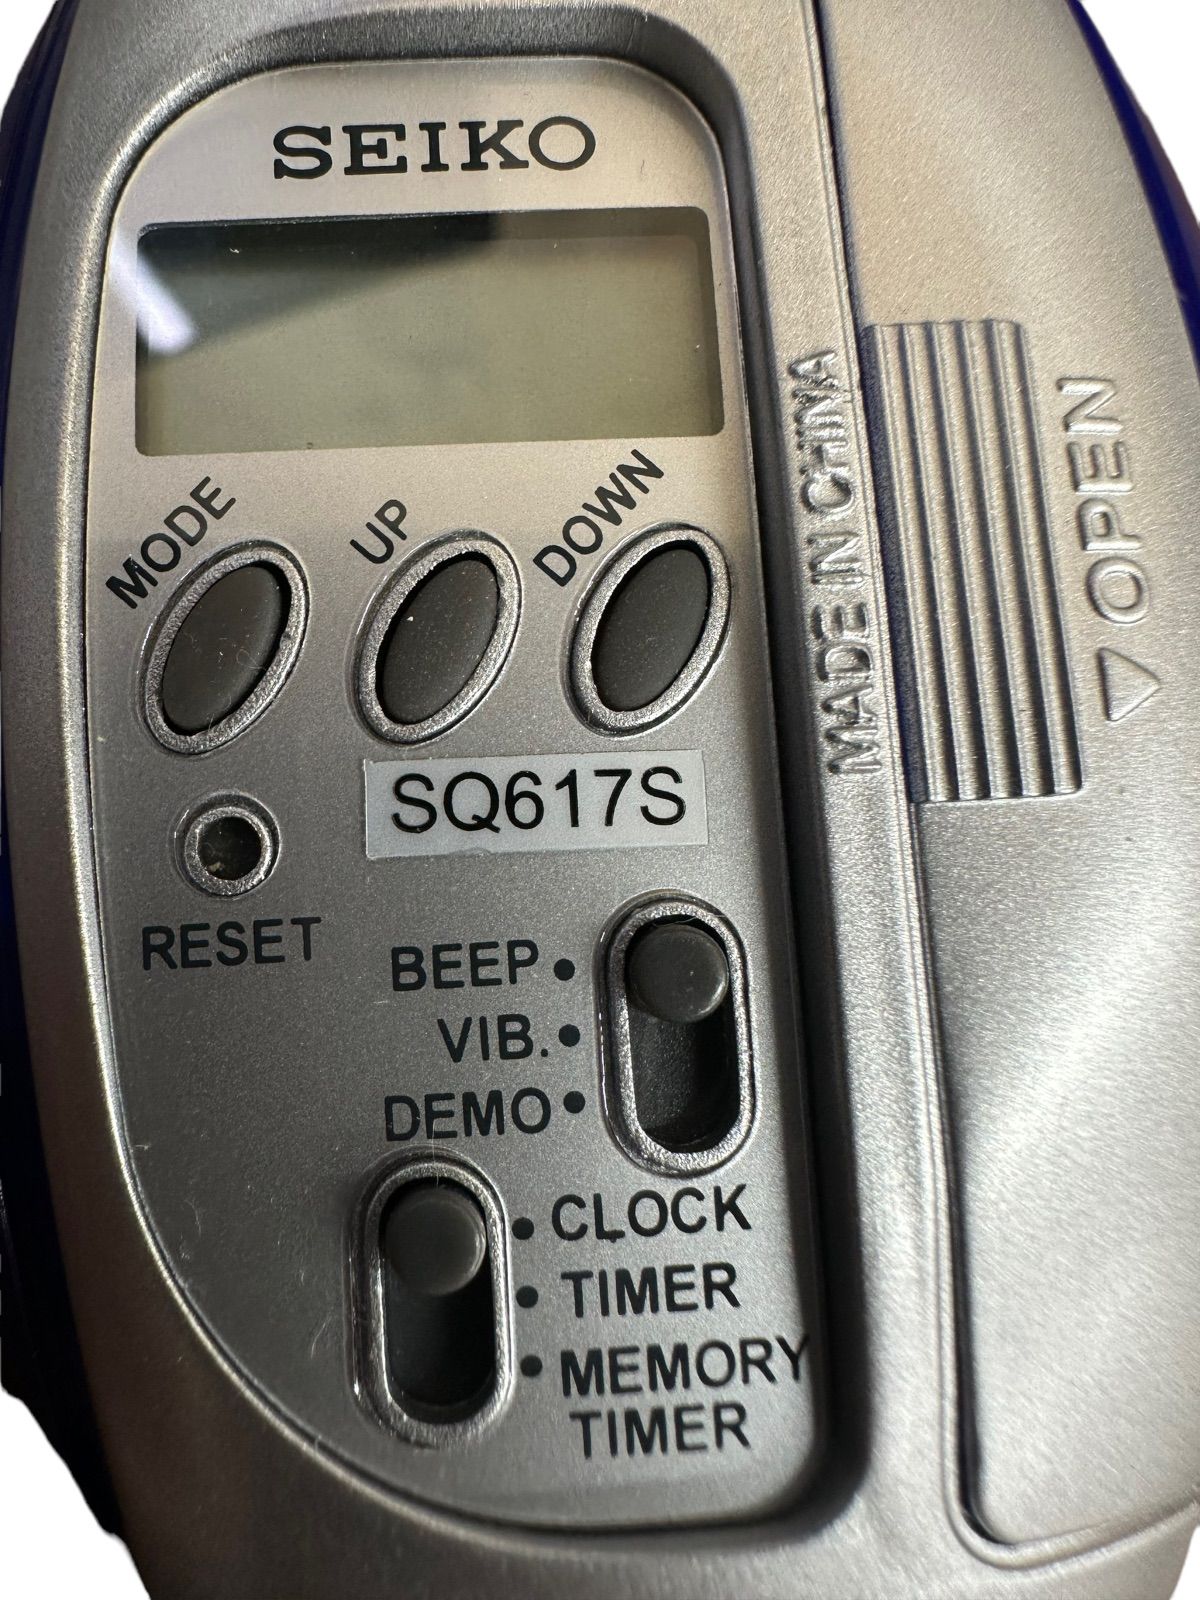 SEIKO
MODE
UP
DOWN
SQ617S
RESET
BEEP
VIB.
DEMO
CLOCK
TIMER
MEMORY
TIMER
MADE IN CHINA
OPEN